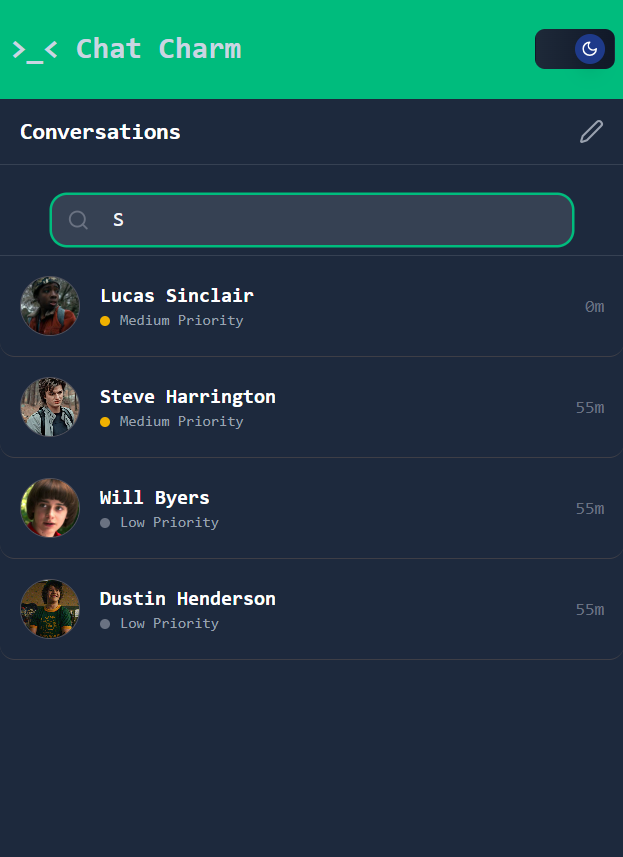 >_< Chat Charm
Conversations
S
Lucas Sinclair
Medium Priority
0m
Steve Harrington
Medium Priority
55m
Will Byers
Low Priority
55m
Dustin Henderson
Low Priority
55m